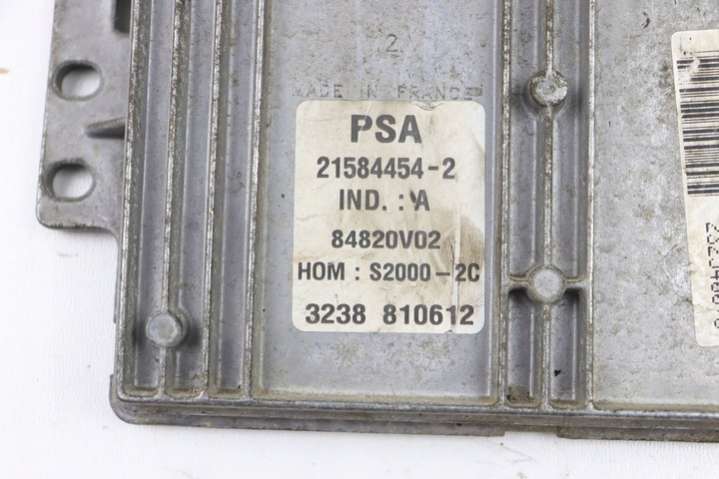 2
MADE IN FRANCE
PSA
21584454-2
IND. : A
84820V02
HOM : S2000-2C
3238 810612